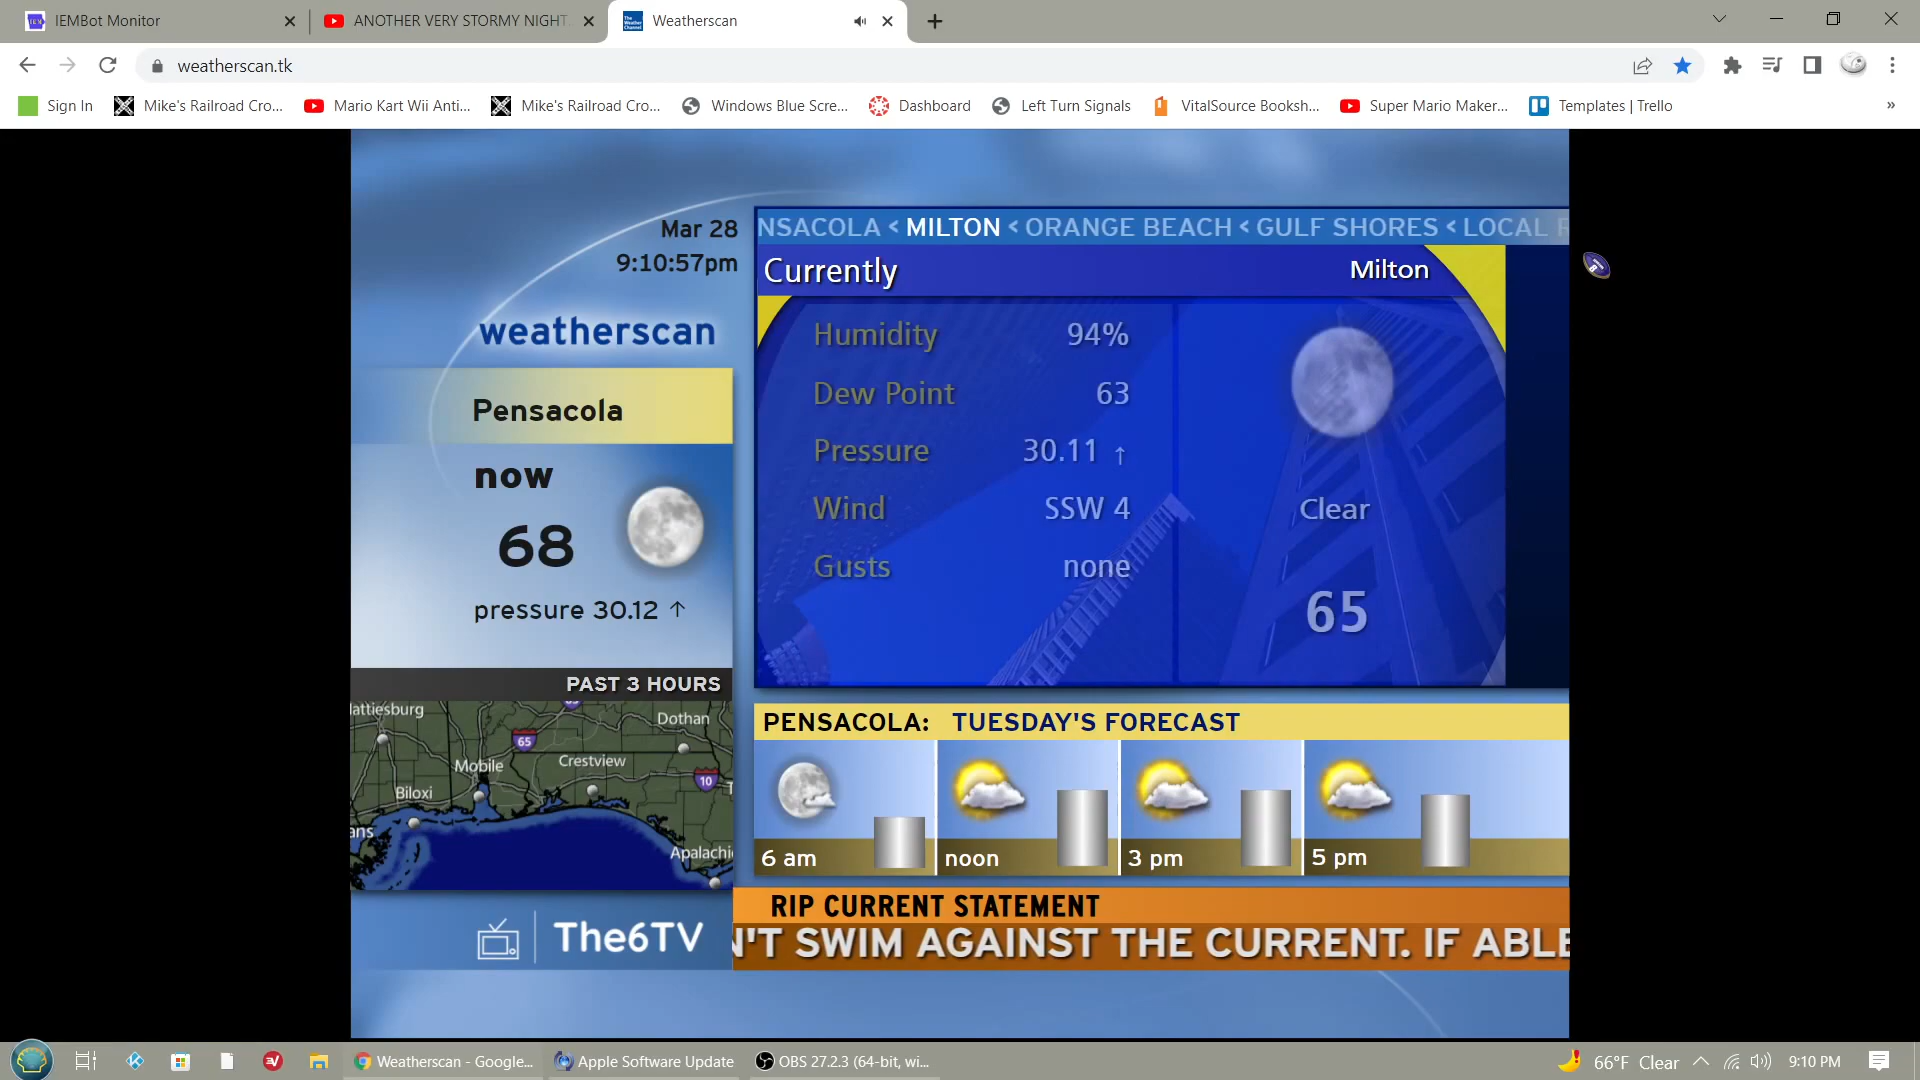 IEMBot Monitor
ANOTHER VERY STORMY NIGHT
Weatherscan
weatherscan.tk
Sign In
Mike's Railroad Cro...
Mario Kart Wii Anti...
Mike's Railroad Cro...
Windows Blue Scre...
Dashboard
Left Turn Signals
VitalSource Booksh...
Super Mario Maker...
Templates | Trello
»
Mar 28
9:10:57pm
weatherscan
Pensacola
now
68
pressure 30.12 ↑
PAST 3 HOURS
attiesburg
Dothan
65
Mobile
Crestview
10
Biloxi
ans
Apalachi
The6TV
NSACOLA < MILTON < ORANGE BEACH < GULF SHORES < LOCAL R
Currently
Milton
Humidity 94%
Dew Point 63
Pressure 30.11 ↑
Wind SSW 4
Gusts none
Clear
65
PENSACOLA: TUESDAY'S FORECAST
6 am
noon
3 pm
5 pm
RIP CURRENT STATEMENT
N'T SWIM AGAINST THE CURRENT. IF ABLE
Weatherscan - Google...
Apple Software Update
OBS 27.2.3 (64-bit, wi...
66°F Clear
9:10 PM